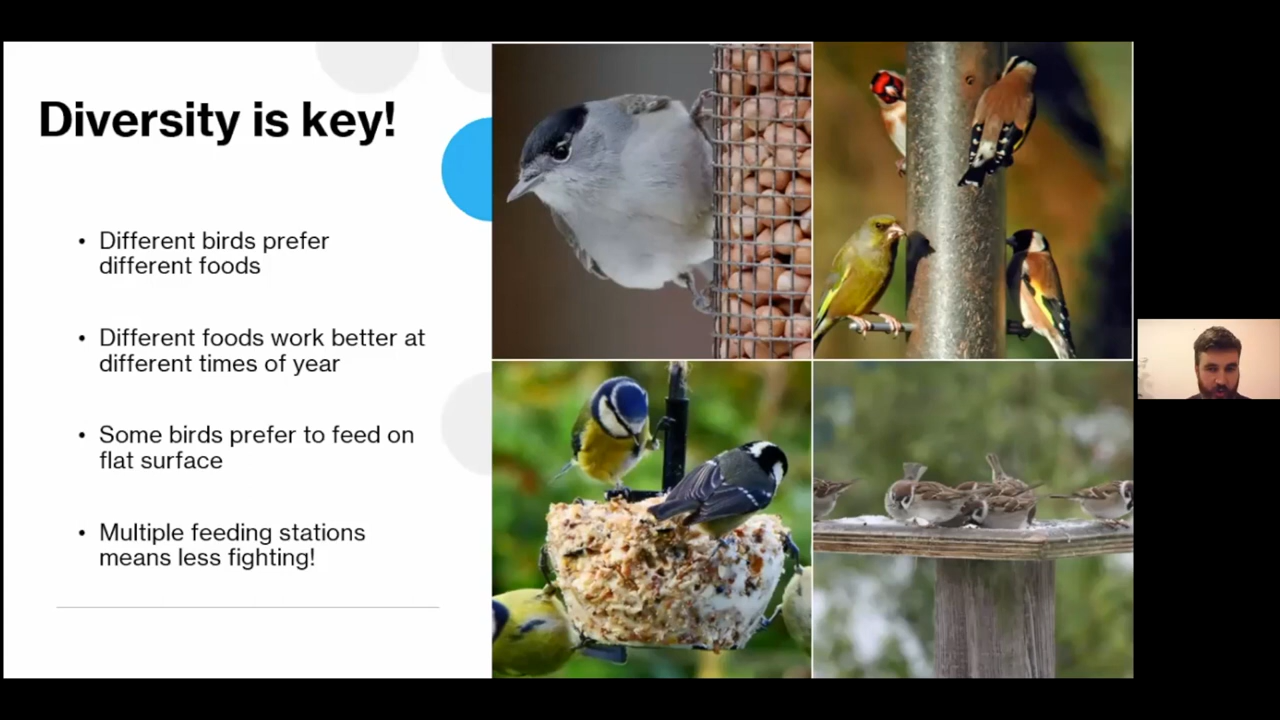 Diversity is key!
• Different birds prefer
different foods
• Different foods work better at
different times of year
• Some birds prefer to feed on
flat surface
• Multiple feeding stations
means less fighting!